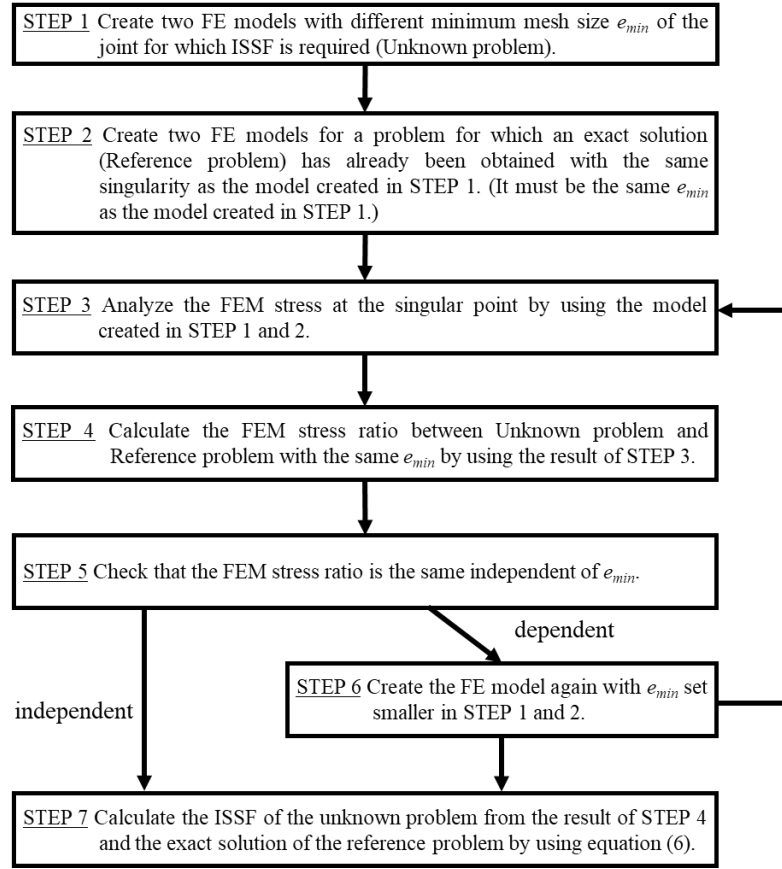 STEP 1 Create two FE models with different minimum mesh size emin of the
joint for which ISSF is required (Unknown problem).
STEP 2 Create two FE models for a problem for which an exact solution
(Reference problem) has already been obtained with the same
singularity as the model created in STEP 1. (It must be the same emin
as the model created in STEP 1.)
STEP 3 Analyze the FEM stress at the singular point by using the model
created in STEP 1 and 2.
STEP 4 Calculate the FEM stress ratio between Unknown problem and
Reference problem with the same emin by using the result of STEP 3.
STEP 5 Check that the FEM stress ratio is the same independent of emin.
dependent
independent
STEP 6 Create the FE model again with emin set
smaller in STEP 1 and 2.
STEP 7 Calculate the ISSF of the unknown problem from the result of STEP 4
and the exact solution of the reference problem by using equation (6).